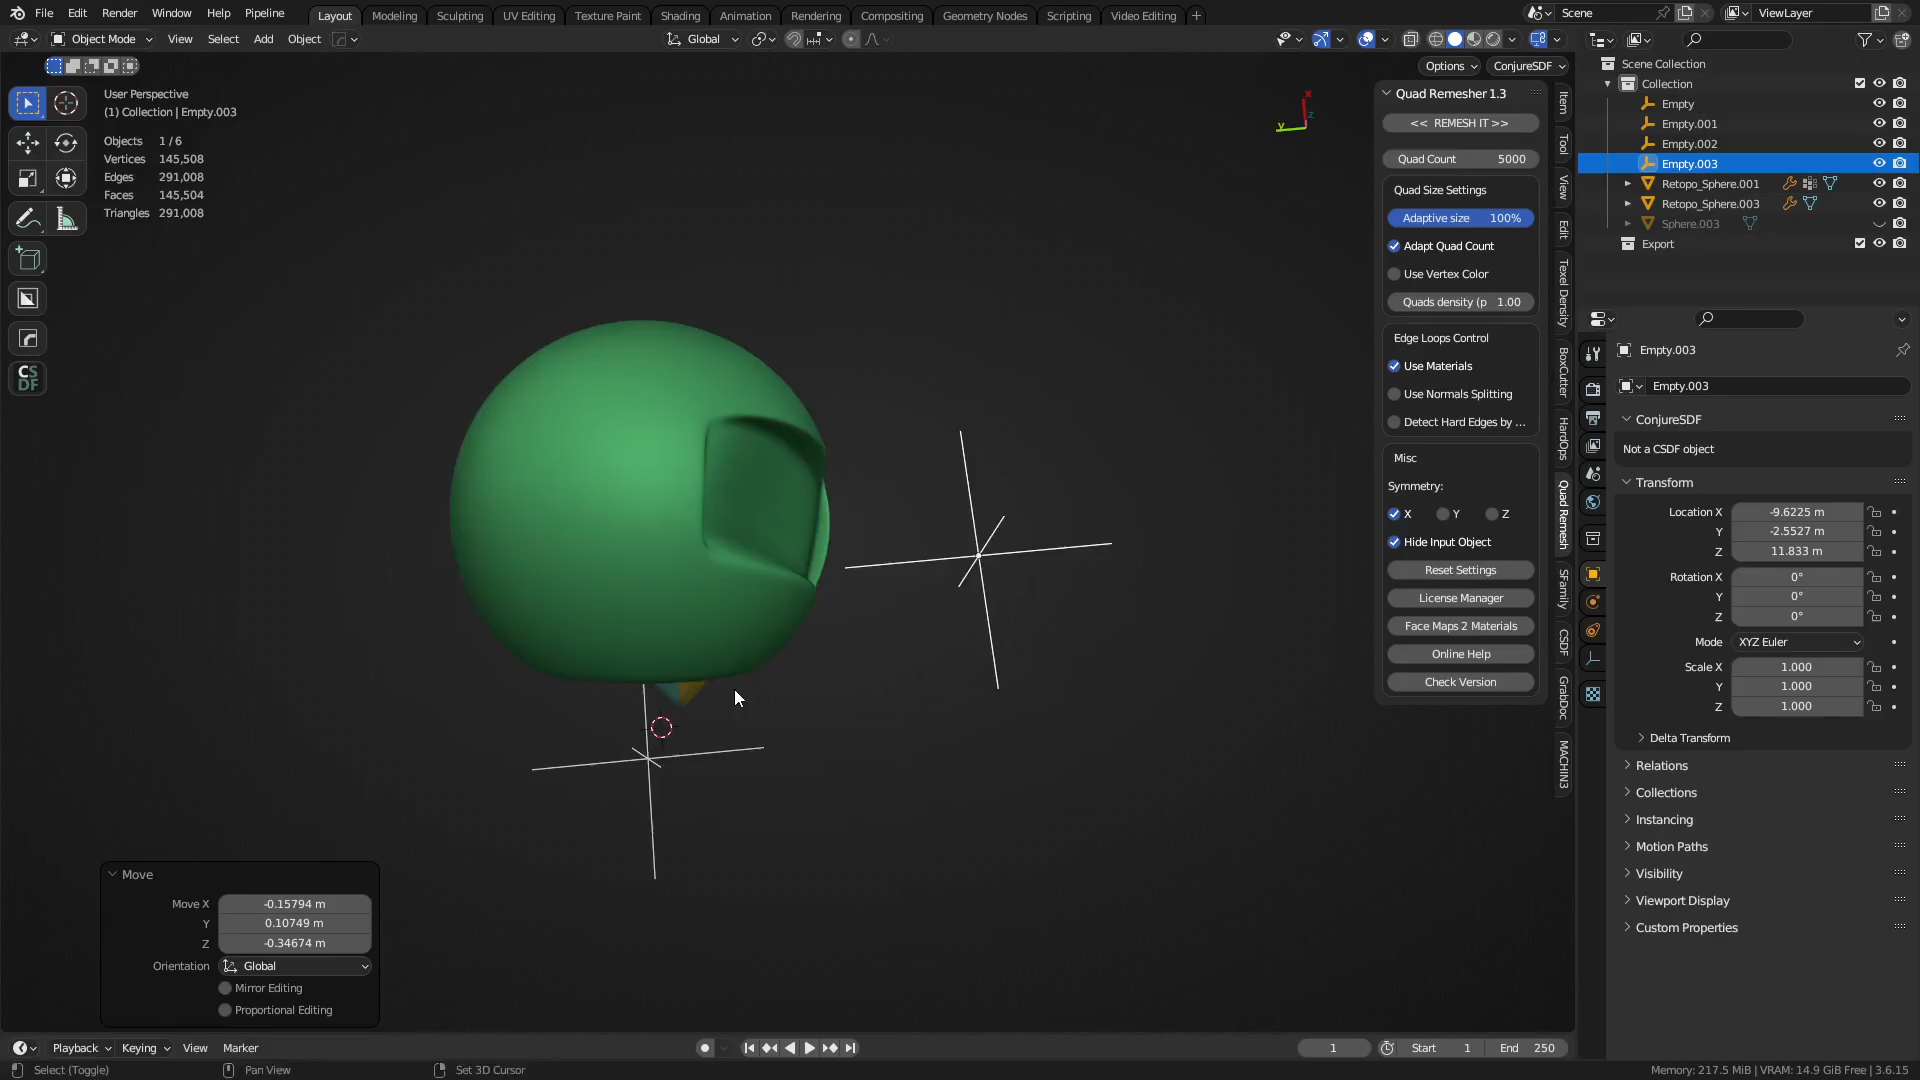 File Edit Render Window Help Pipeline Layout Modeling Sculpting UV Editing Texture Paint Shading Animation Rendering Compositing Geometry Nodes Scripting Video Editing + Scene ViewLayer
Object Mode View Select Add Object Global
Options ConjureSDF
User Perspective
(1) Collection | Empty.003
Objects 1 / 6
Vertices 145,508
Edges 291,008
Faces 145,504
Triangles 291,008
CS
DF
X
Y
Z
Quad Remesher 1.3
<< REMESH IT >>
Quad Count 5000
Quad Size Settings
Adaptive size 100%
Adapt Quad Count
Use Vertex Color
Quads density (p 1.00
Edge Loops Control
Use Materials
Use Normals Splitting
Detect Hard Edges by ...
Misc
Symmetry:
X Y Z
Hide Input Object
Reset Settings
License Manager
Face Maps 2 Materials
Online Help
Check Version
Item
Tool
View
Edit
Texel Density
BoxCutter
HardOps
Quad Remesh
SFamily
CSDF
GrabDoc
MACHIN3
Scene Collection
Collection
Empty
Empty.001
Empty.002
Empty.003
Retopo_Sphere.001
Retopo_Sphere.003
Sphere.003
Export
Empty.003
Empty.003
ConjureSDF
Not a CSDF object
Transform
Location X -9.6225 m
Y -2.5527 m
Z 11.833 m
Rotation X 0°
Y 0°
Z 0°
Mode XYZ Euler
Scale X 1.000
Y 1.000
Z 1.000
Delta Transform
Relations
Collections
Instancing
Motion Paths
Visibility
Viewport Display
Custom Properties
Move
Move X -0.15794 m
Y 0.10749 m
Z -0.34674 m
Orientation Global
Mirror Editing
Proportional Editing
Playback Keying View Marker 1 Start 1 End 250
Select (Toggle) Pan View Set 3D Cursor Memory: 217.5 MiB | VRAM: 14.9 GiB Free | 3.6.15